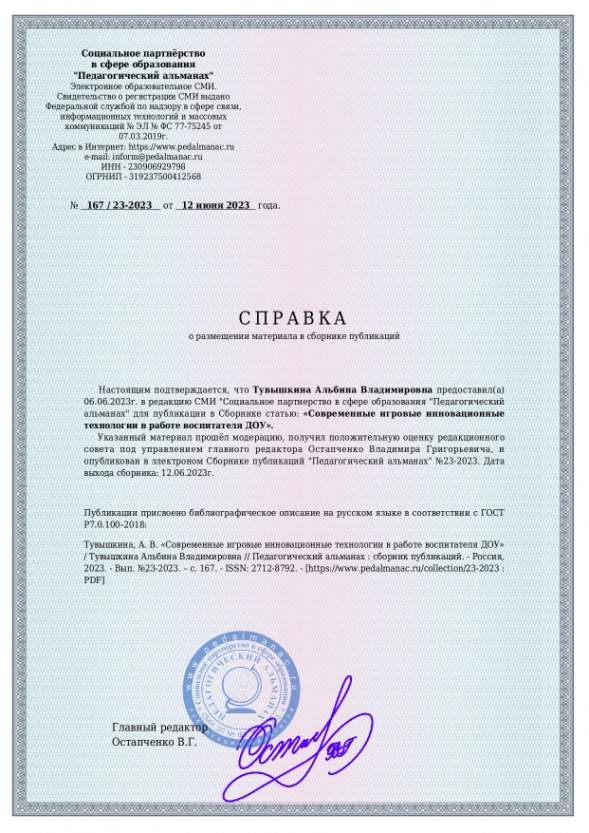 Социальное партнёрство
в сфере образования
"Педагогический альманах"
Электронное образовательное СМИ.
Свидетельство о регистрации СМИ выдано
Федеральной службой по надзору в сфере связи,
информационных технологий и массовых
коммуникаций № ЭЛ № ФС 77-75245 от
07.03.2019г.
Адрес в Интернет: https://www.pedalmanac.ru
e-mail: inform@pedalmanac.ru
ИНН - 230906929798
ОГРНИП - 319237500412568
№ 167 / 23-2023 от 12 июня 2023 года.
СПРАВКА
о размещении материала в сборнике публикаций
Настоящим подтверждается, что Тувышкина Альбина Владимировна предоставил(а)
06.06.2023г. в редакцию СМИ "Социальное партнерство в сфере образования "Педагогический
альманах" для публикации в Сборнике статью: «Современные игровые инновационные
технологии в работе воспитателя ДОУ».
Указанный материал прошёл модерацию, получил положительную оценку редакционного
совета под управлением главного редактора Остапченко Владимира Григорьевича, и
опубликован в электроном Сборнике публикаций "Педагогический альманах" №23-2023. Дата
выхода сборника: 12.06.2023г.
Публикации присвоено библиографическое описание на русском языке в соответствии с ГОСТ
Р7.0.100–2018:
Тувышкина, А. В. «Современные игровые инновационные технологии в работе воспитателя ДОУ»
/ Тувышкина Альбина Владимировна // Педагогический альманах : сборник публикаций. - Россия,
2023. - Вып. №23-2023. – с. 167. - ISSN: 2712-8792. - [https://www.pedalmanac.ru/collection/23-2023 :
PDF]
www.pedalmanac.ru
Социальное партнёрство в сфере образования
ПЕДАГОГИЧЕСКИЙ АЛЬМАНАХ
Главный редактор
Остапченко В.Г.